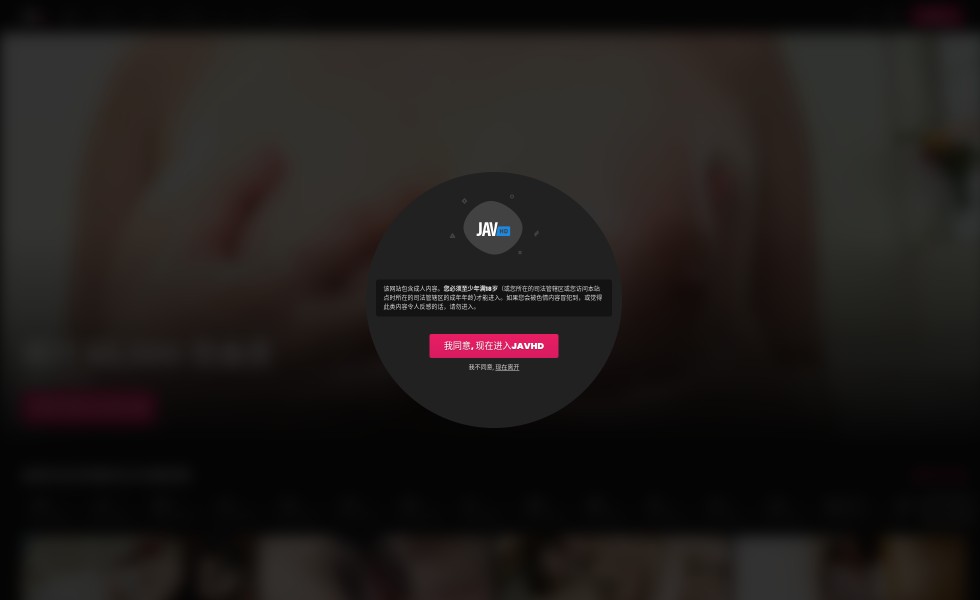 JAV HD
该网站包含成人内容。您必须至少年满18岁（或您所在的司法管辖区或您访问本站
点时所在的司法管辖区的成年年龄)才能进入。如果您会被色情内容冒犯到，或觉得
此类内容令人反感的话，请勿进入。
我同意, 现在进入JAVHD
我不同意, 现在离开